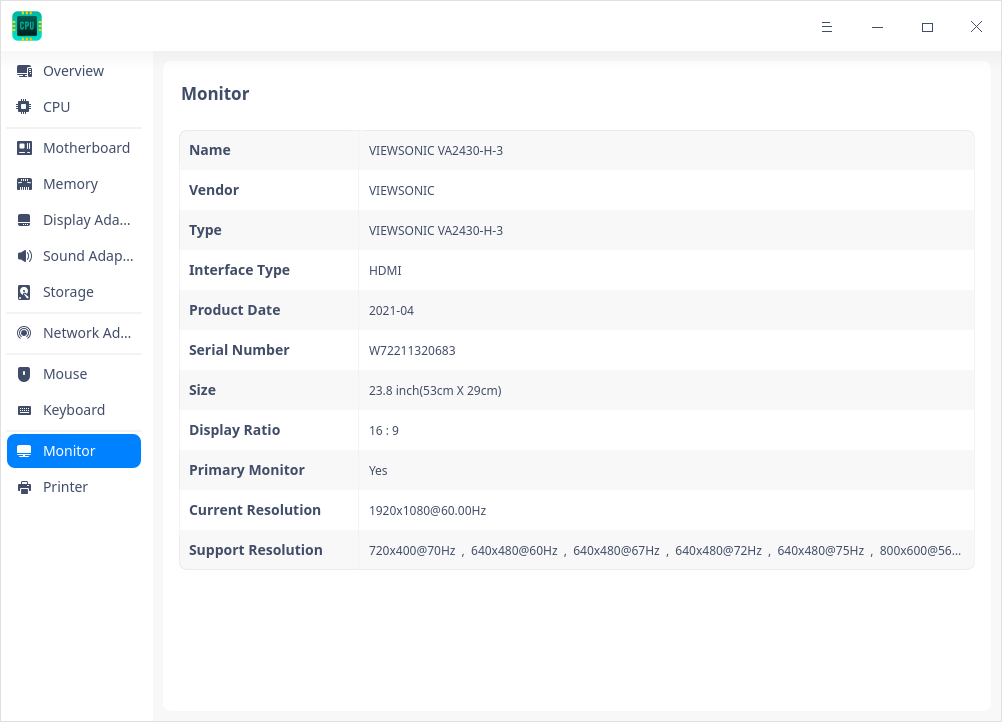 CPU
Overview
CPU
Motherboard
Memory
Display Ada...
Sound Adap...
Storage
Network Ad...
Mouse
Keyboard
Monitor
Printer
Monitor
Name VIEWSONIC VA2430-H-3
Vendor VIEWSONIC
Type VIEWSONIC VA2430-H-3
Interface Type HDMI
Product Date 2021-04
Serial Number W72211320683
Size 23.8 inch(53cm X 29cm)
Display Ratio 16 : 9
Primary Monitor Yes
Current Resolution 1920x1080@60.00Hz
Support Resolution 720x400@70Hz , 640x480@60Hz , 640x480@67Hz , 640x480@72Hz , 640x480@75Hz , 800x600@56...